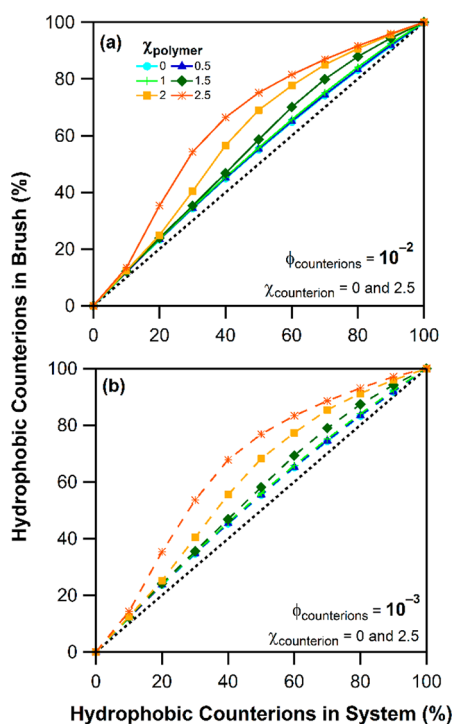 (a)
χpolymer
0 0.5
1 1.5
2 2.5
100
80
60
40
20
0
ϕcounterions = 10-2
χcounterion = 0 and 2.5
0 20 40 60 80 100
Hydrophobic Counterions in Brush (%)
(b)
100
80
60
40
20
0
ϕcounterions = 10-3
χcounterion = 0 and 2.5
0 20 40 60 80 100
Hydrophobic Counterions in System (%)